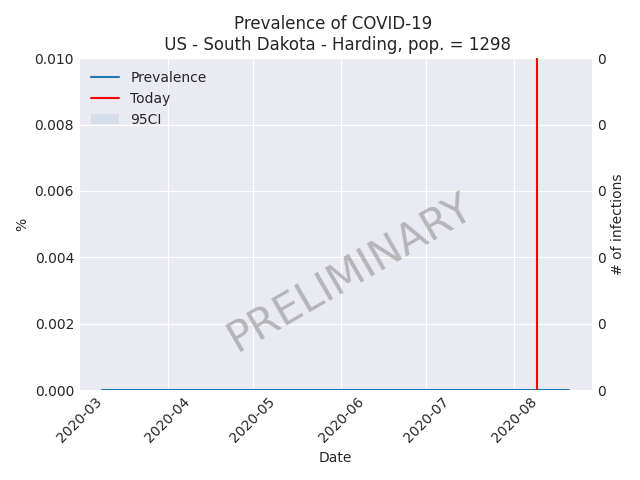 Prevalence of COVID-19
US - South Dakota - Harding, pop. = 1298
0.010
0.008
0.006
0.004
0.002
0.000
%
Prevalence
Today
95CI
PRELIMINARY
0
0
0
0
0
0
# of infections
2020-03
2020-04
2020-05
2020-06
2020-07
2020-08
Date